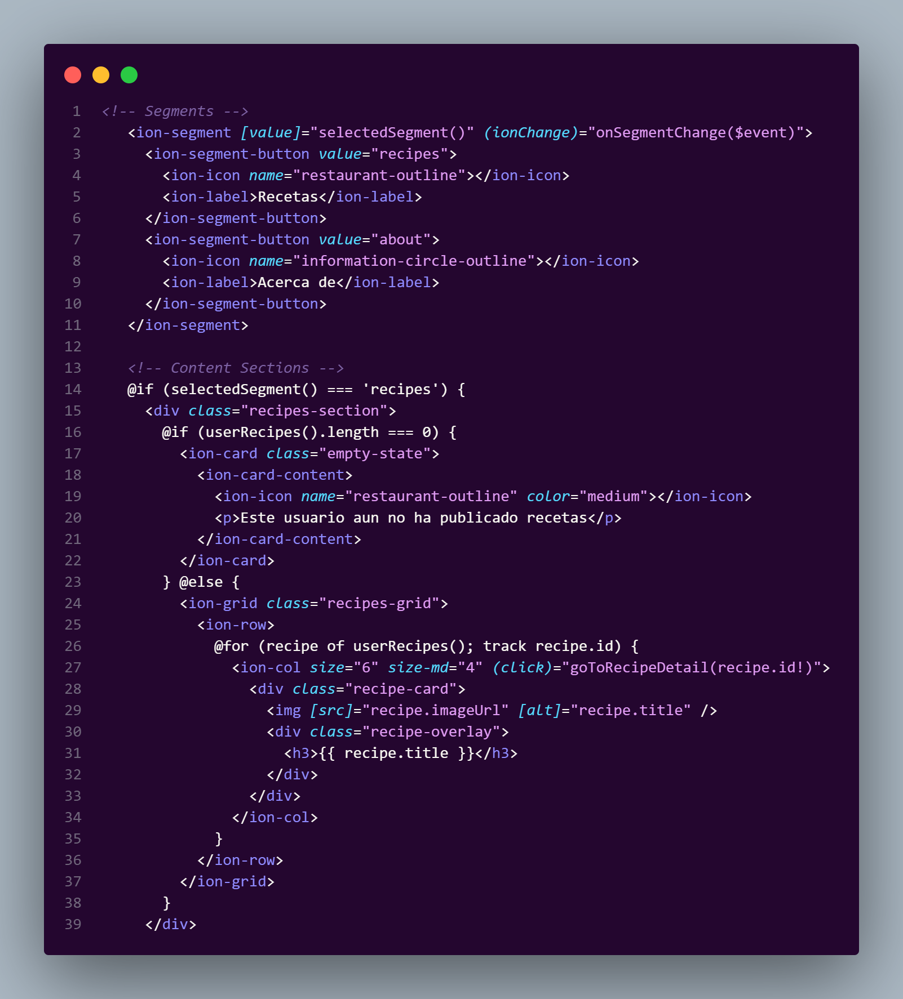 1 <!-- Segments -->
2    <ion-segment [value]="selectedSegment()" (ionChange)="onSegmentChange($event)">
3      <ion-segment-button value="recipes">
4        <ion-icon name="restaurant-outline"></ion-icon>
5        <ion-label>Recetas</ion-label>
6      </ion-segment-button>
7      <ion-segment-button value="about">
8        <ion-icon name="information-circle-outline"></ion-icon>
9        <ion-label>Acerca de</ion-label>
10      </ion-segment-button>
11    </ion-segment>
12
13    <!-- Content Sections -->
14    @if (selectedSegment() === 'recipes') {
15      <div class="recipes-section">
16        @if (userRecipes().length === 0) {
17          <ion-card class="empty-state">
18            <ion-card-content>
19              <ion-icon name="restaurant-outline" color="medium"></ion-icon>
20              <p>Este usuario aun no ha publicado recetas</p>
21            </ion-card-content>
22          </ion-card>
23        } @else {
24          <ion-grid class="recipes-grid">
25            <ion-row>
26              @for (recipe of userRecipes(); track recipe.id) {
27                <ion-col size="6" size-md="4" (click)="goToRecipeDetail(recipe.id!)">
28                  <div class="recipe-card">
29                    <img [src]="recipe.imageUrl" [alt]="recipe.title" />
30                    <div class="recipe-overlay">
31                      <h3>{{ recipe.title }}</h3>
32                    </div>
33                  </div>
34                </ion-col>
35              }
36            </ion-row>
37          </ion-grid>
38        }
39      </div>